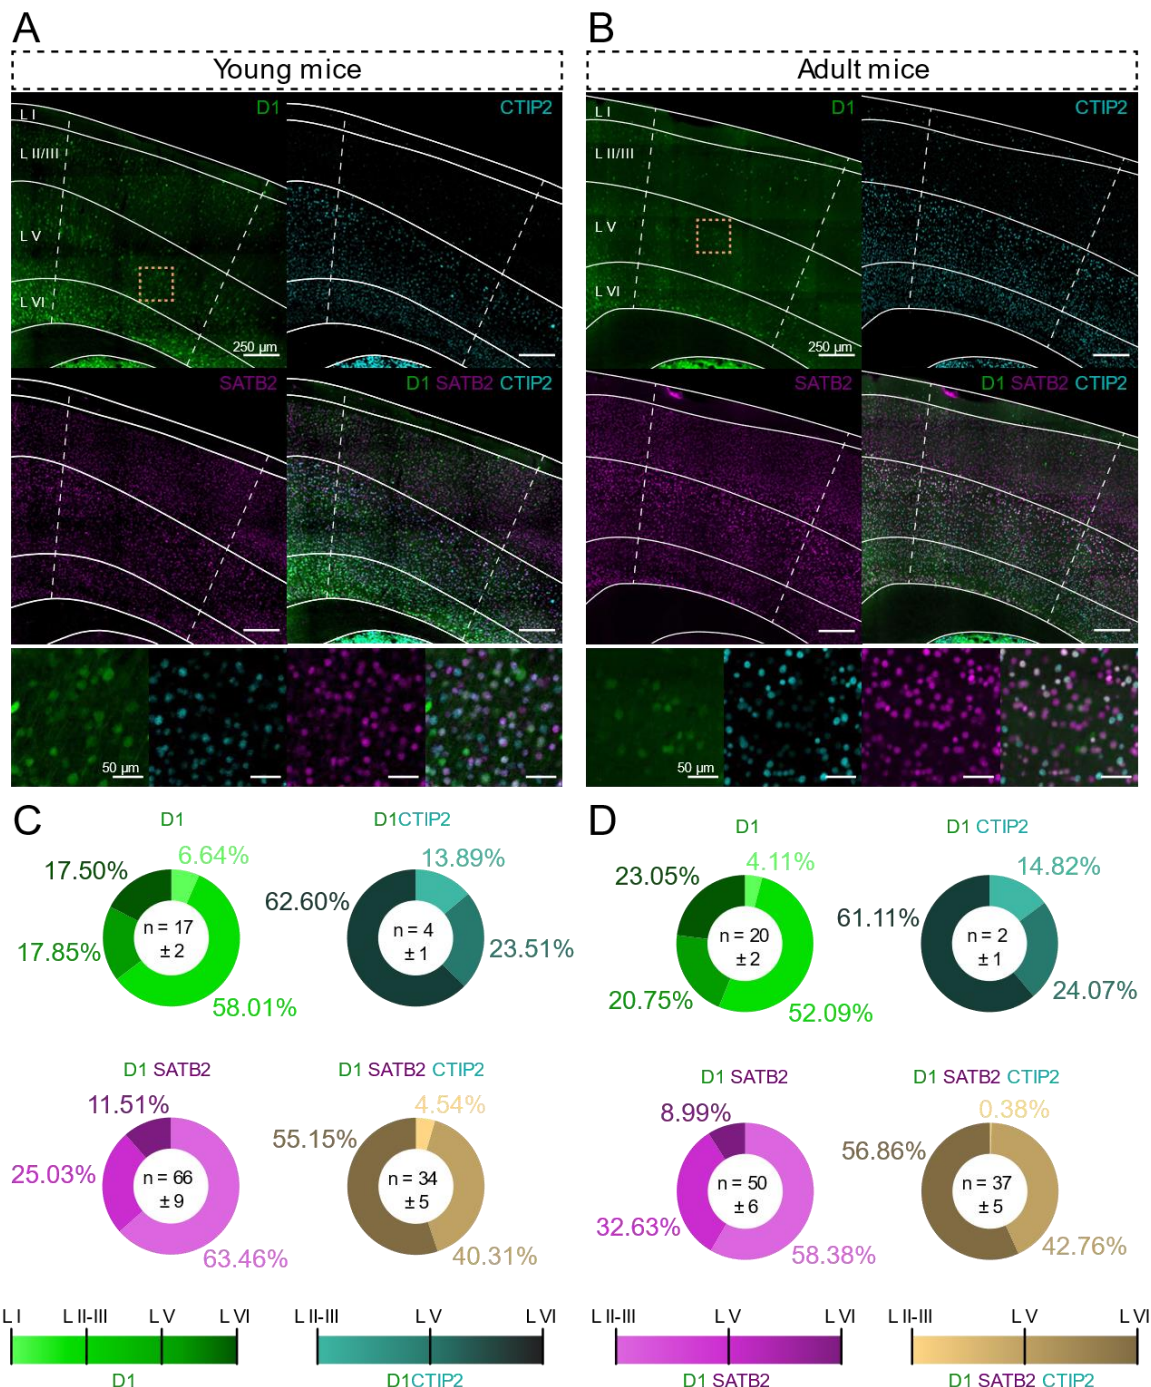 A
B
Young mice
Adult mice
D1
CTIP2
D1
CTIP2
L I
L II/III
L V
L VI
250 µm
L I
L II/III
L V
L VI
250 µm
SATB2
D1 SATB2 CTIP2
SATB2
D1 SATB2 CTIP2
50 µm
50 µm
C
D1
17.50%
6.64%
n = 17
± 2
17.85%
58.01%
D1CTIP2
13.89%
62.60%
n = 4
± 1
23.51%
D
D1
4.11%
23.05%
n = 20
± 2
20.75%
52.09%
D1 CTIP2
14.82%
61.11%
n = 2
± 1
24.07%
D1 SATB2
11.51%
25.03%
n = 66
± 9
63.46%
D1 SATB2 CTIP2
4.54%
55.15%
n = 34
± 5
40.31%
D1 SATB2
8.99%
n = 50
± 6
32.63%
58.38%
D1 SATB2 CTIP2
0.38%
56.86%
n = 37
± 5
42.76%
L I L II-III L V L VI
D1
L II-III L V L VI
D1CTIP2
L II-III L V L VI
D1 SATB2
L II-III L V L VI
D1 SATB2 CTIP2